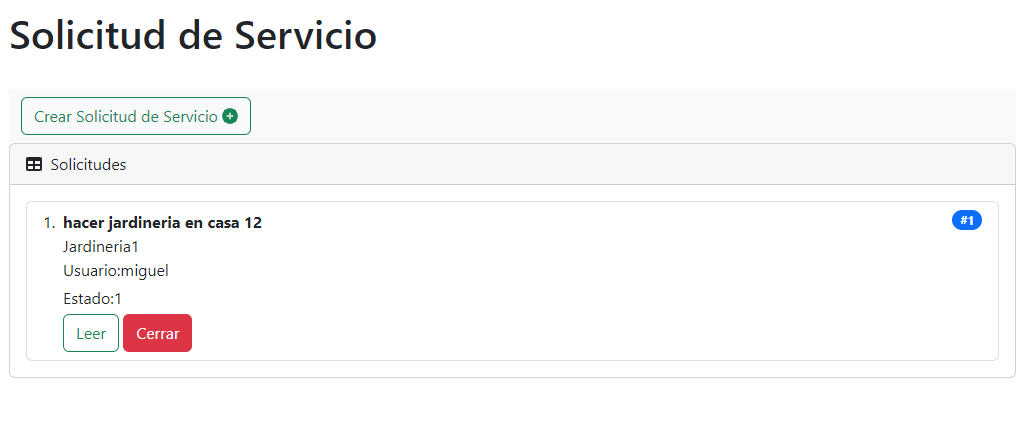 Solicitud de Servicio
Crear Solicitud de Servicio
Solicitudes
1. hacer jardineria en casa 12
#1
Jardineria1
Usuario:miguel
Estado:1
Leer
Cerrar